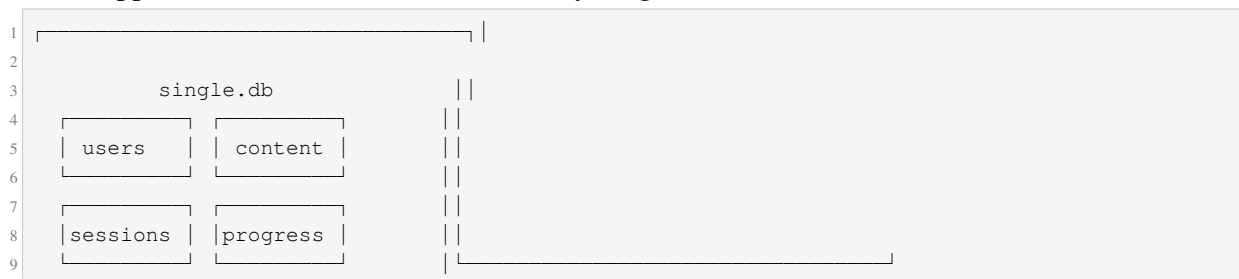 1 ┌─────────────────────────────────┐│
2
3 single.db ││
4 ┌─────────┐ ┌─────────┐ ││
5 │ users │ │ content │ ││
6 └─────────┘ └─────────┘ ││
7 ┌─────────┐ ┌─────────┐ ││
8 │sessions │ │progress │ ││
9 └─────────┘ └─────────┘ │└─────────────────────────────────┘